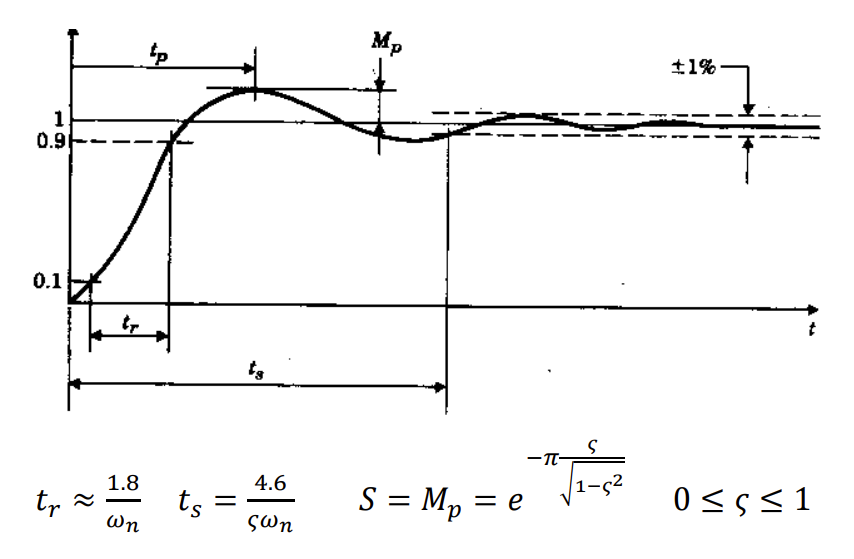 t_p
M_p
±1%
1
0.9
0.1
t_r
t
t_s
t_r ≈ 1.8/ω_n   t_s = 4.6/(ςω_n)   S = M_p = e^(−π ς/√(1−ς²))   0 ≤ ς ≤ 1